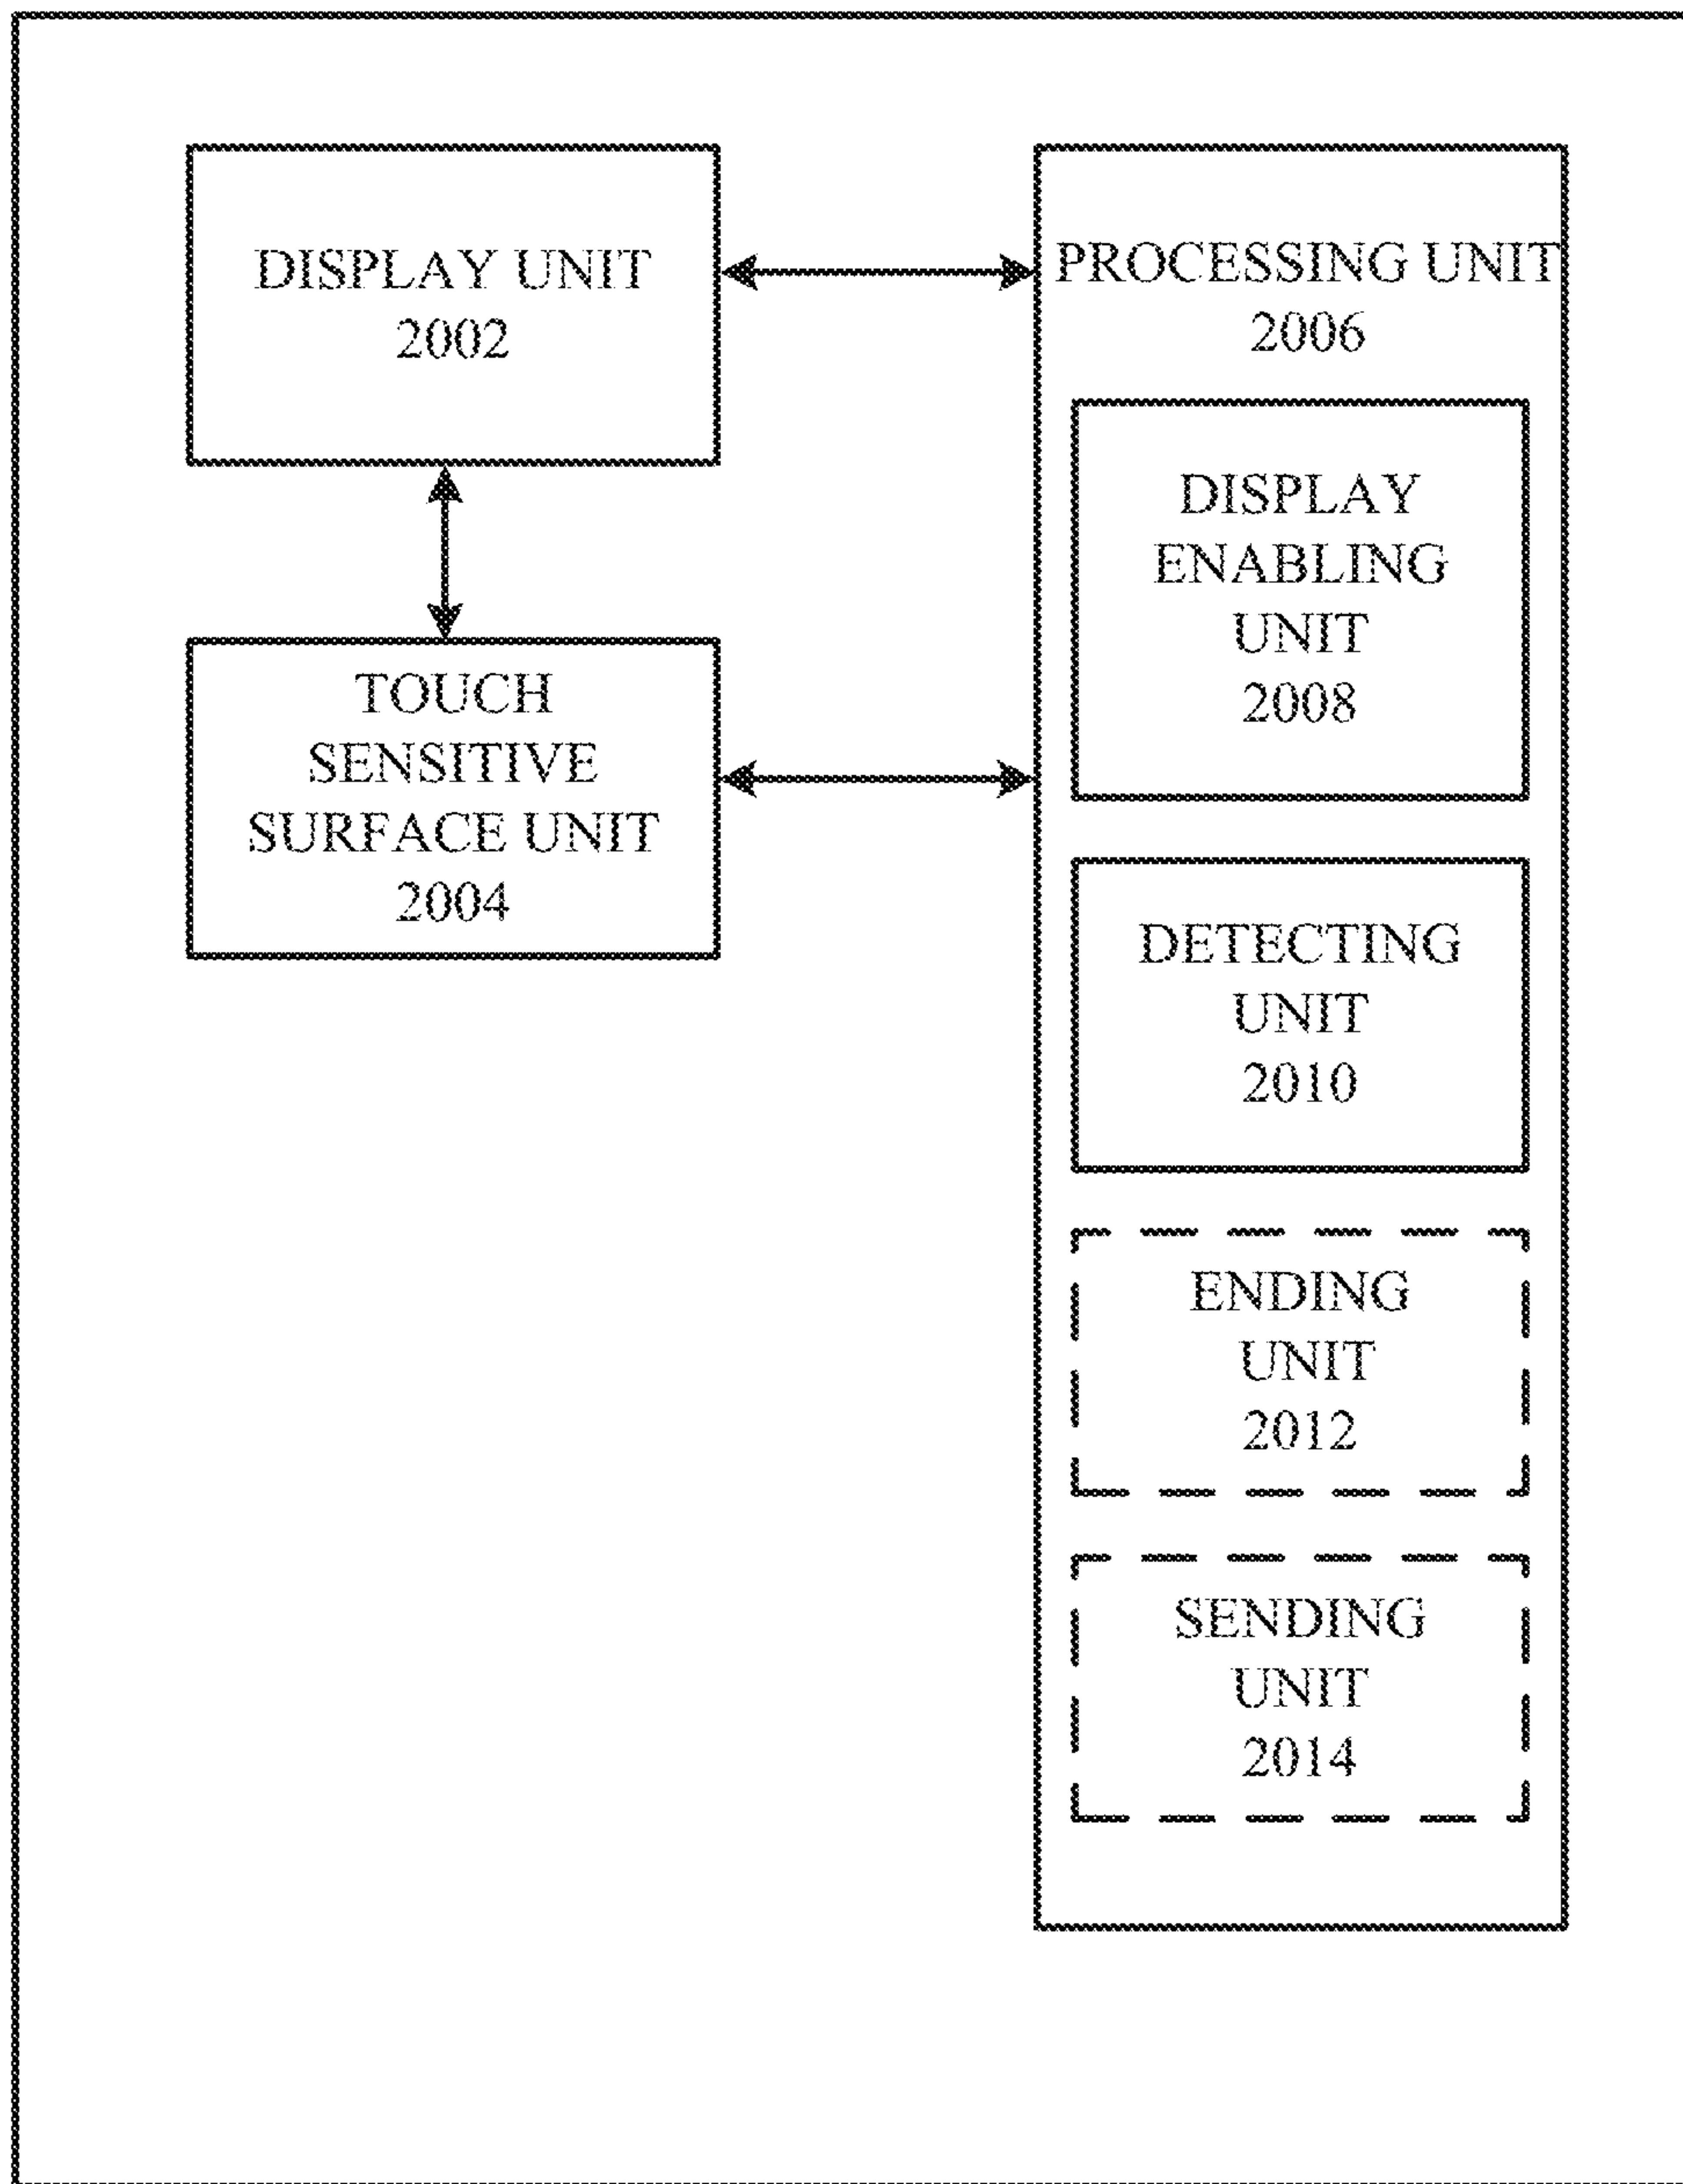 DISPLAY UNIT
2002
TOUCH
SENSITIVE
SURFACE UNIT
2004
PROCESSING UNIT
2006
DISPLAY
ENABLING
UNIT
2008
DETECTING
UNIT
2010
ENDING
UNIT
2012
SENDING
UNIT
2014